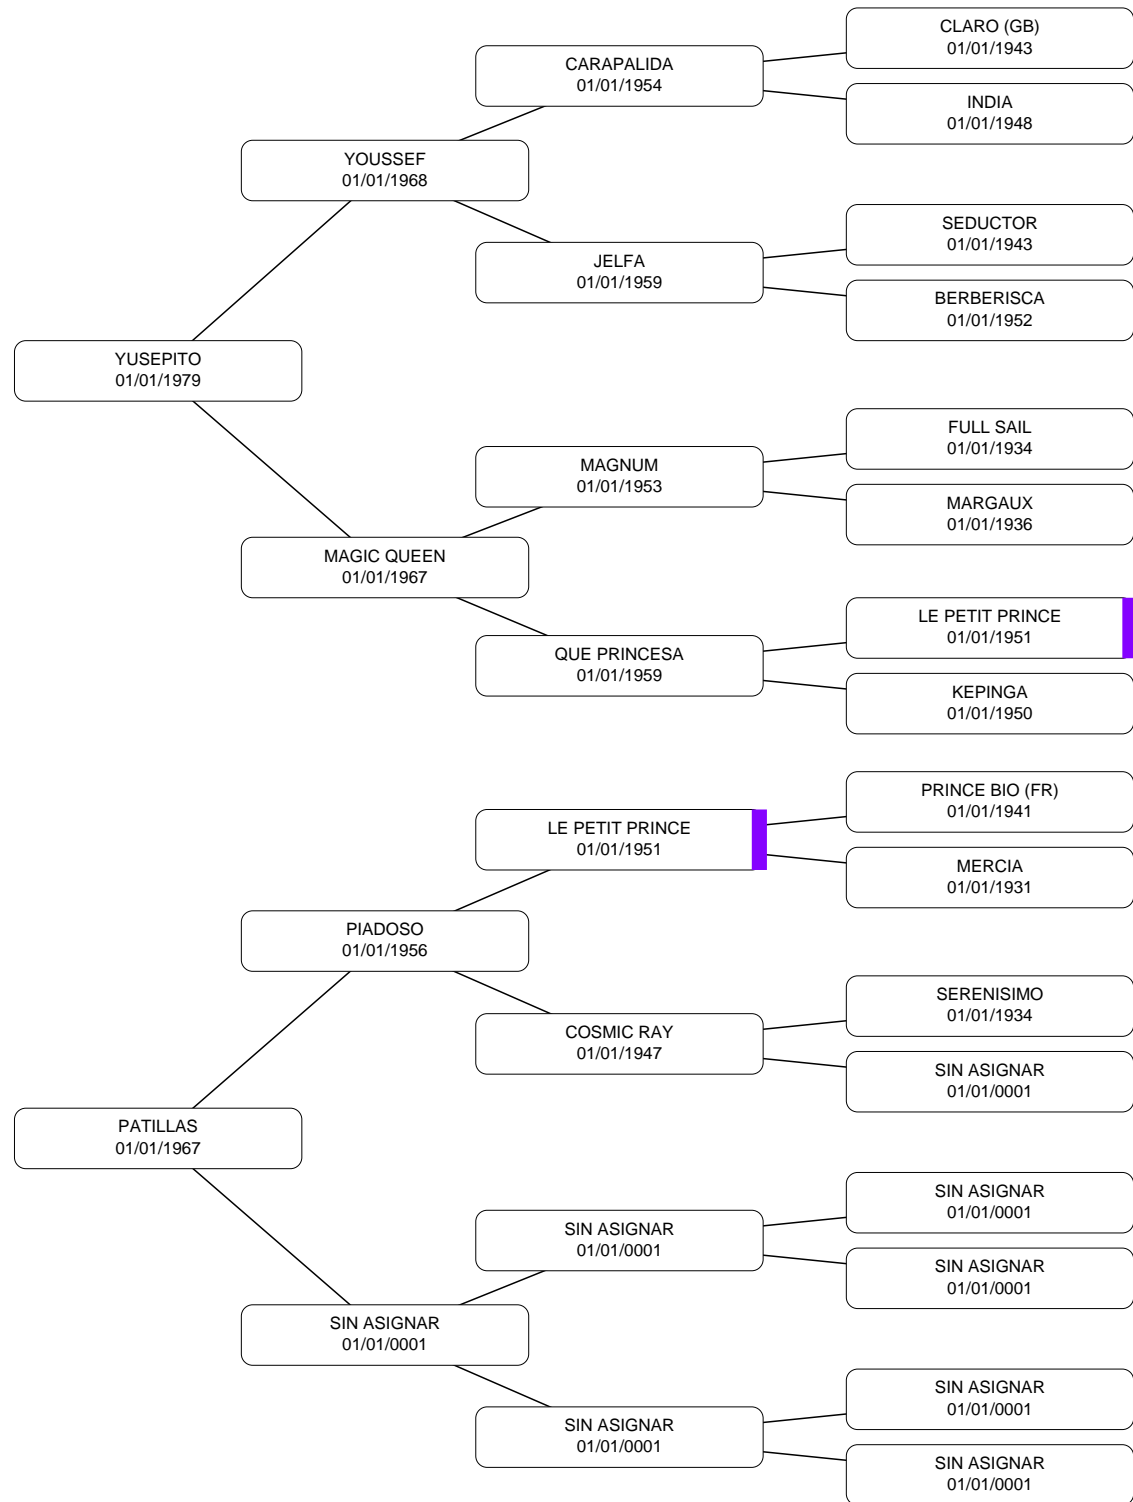 CLARO (GB)
01/01/1943
CARAPALIDA
01/01/1954
INDIA
01/01/1948
YOUSSEF
01/01/1968
SEDUCTOR
01/01/1943
JELFA
01/01/1959
BERBERISCA
01/01/1952
YUSEPITO
01/01/1979
FULL SAIL
01/01/1934
MAGNUM
01/01/1953
MARGAUX
01/01/1936
MAGIC QUEEN
01/01/1967
LE PETIT PRINCE
01/01/1951
QUE PRINCESA
01/01/1959
KEPINGA
01/01/1950
PRINCE BIO (FR)
01/01/1941
LE PETIT PRINCE
01/01/1951
MERCIA
01/01/1931
PIADOSO
01/01/1956
SERENISIMO
01/01/1934
COSMIC RAY
01/01/1947
SIN ASIGNAR
01/01/0001
PATILLAS
01/01/1967
SIN ASIGNAR
01/01/0001
SIN ASIGNAR
01/01/0001
SIN ASIGNAR
01/01/0001
SIN ASIGNAR
01/01/0001
SIN ASIGNAR
01/01/0001
SIN ASIGNAR
01/01/0001
SIN ASIGNAR
01/01/0001